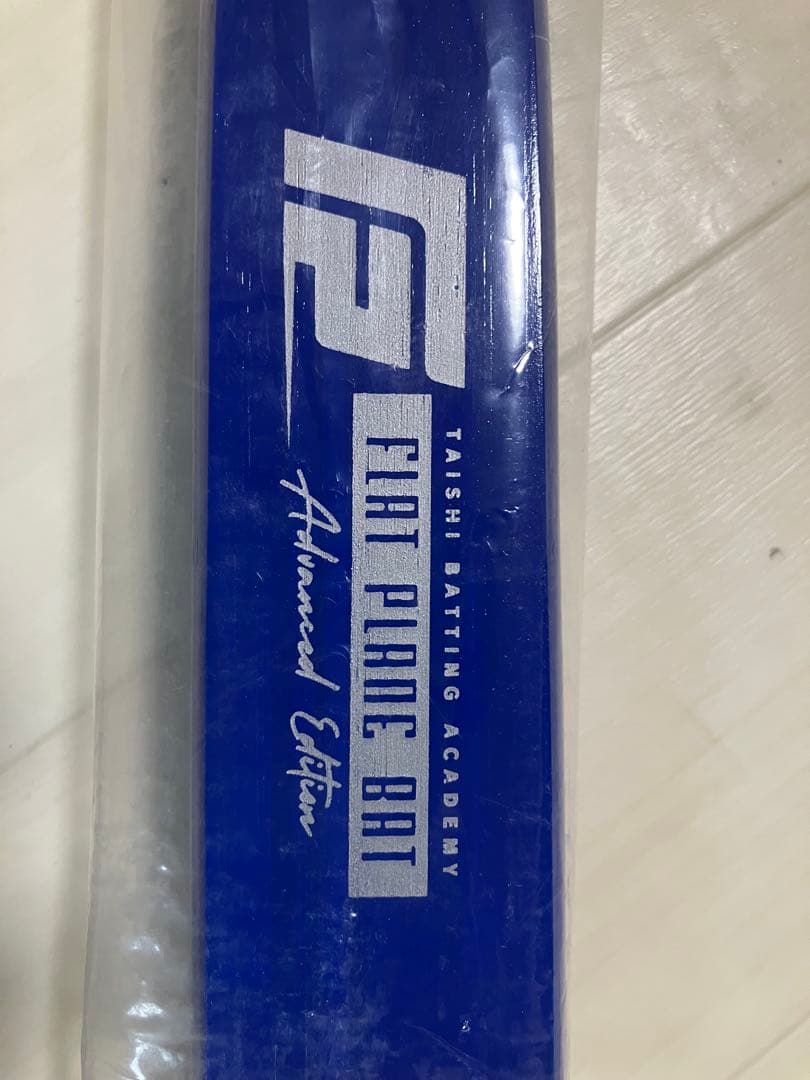 FP
TAISHI BATTING ACADEMY
FLAT PLANE BAT
Advanced Edition